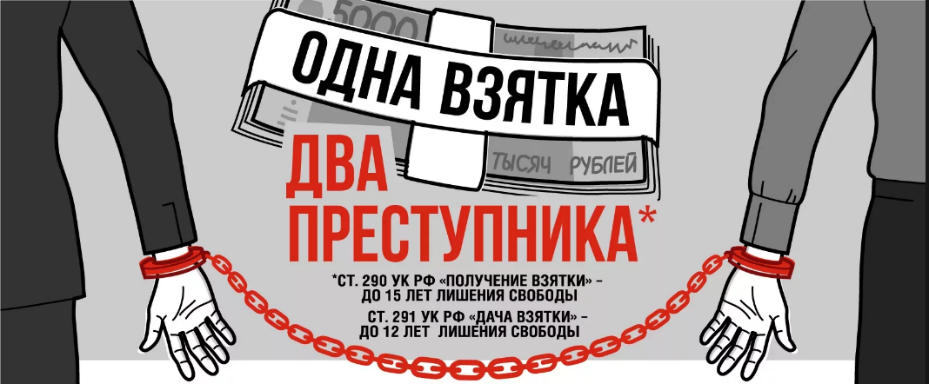 5000
ОДНА ВЗЯТКА
ТЫСЯЧ РУБЛЕЙ
ДВА
ПРЕСТУПНИКА*
*СТ. 290 УК РФ «ПОЛУЧЕНИЕ ВЗЯТКИ» –
ДО 15 ЛЕТ ЛИШЕНИЯ СВОБОДЫ
СТ. 291 УК РФ «ДАЧА ВЗЯТКИ» –
ДО 12 ЛЕТ ЛИШЕНИЯ СВОБОДЫ